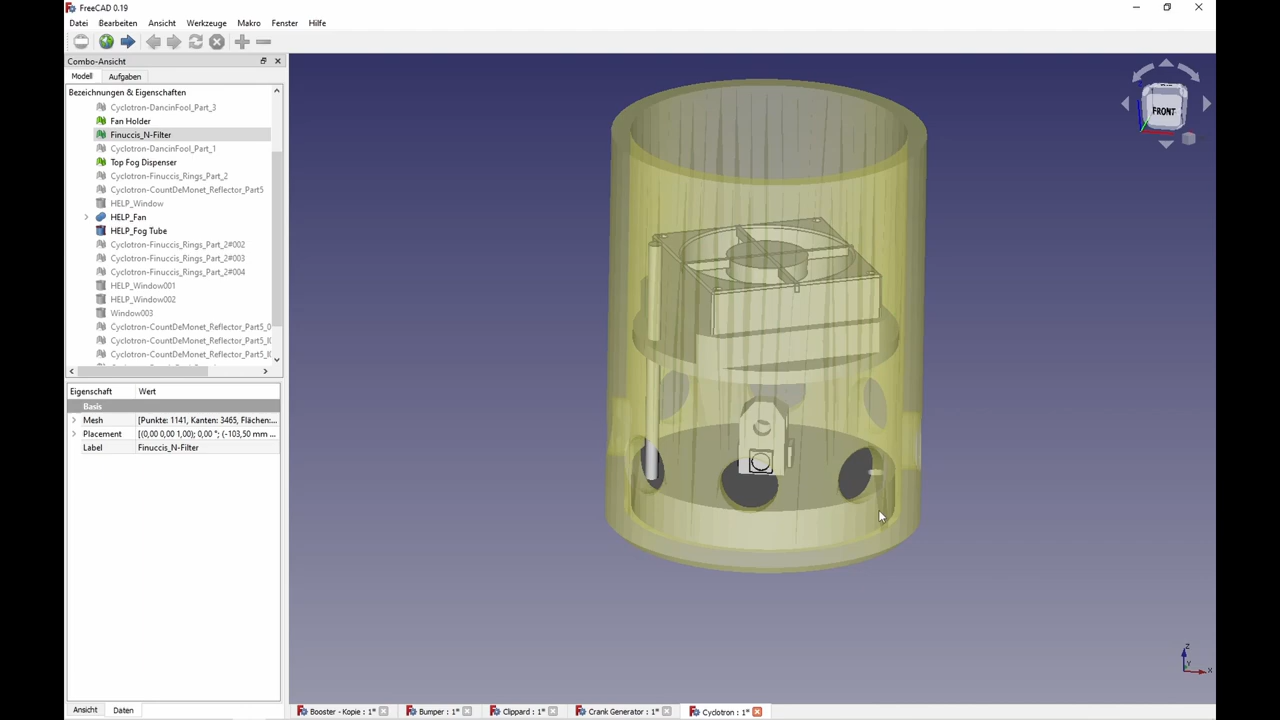 FreeCAD 0.19
Datei Bearbeiten Ansicht Werkzeuge Makro Fenster Hilfe
Combo-Ansicht
Modell Aufgaben
Bezeichnungen & Eigenschaften
Cyclotron-DancinFool_Part_3
Fan Holder
Finuccis_N-Filter
Cyclotron-DancinFool_Part_1
Top Fog Dispenser
Cyclotron-Finuccis_Rings_Part_2
Cyclotron-CountDeMonet_Reflector_Part5
HELP_Window
HELP_Fan
HELP_Fog Tube
Cyclotron-Finuccis_Rings_Part_2#002
Cyclotron-Finuccis_Rings_Part_2#003
Cyclotron-Finuccis_Rings_Part_2#004
HELP_Window001
HELP_Window002
Window003
Cyclotron-CountDeMonet_Reflector_Part5_0
Cyclotron-CountDeMonet_Reflector_Part5_I
Cyclotron-CountDeMonet_Reflector_Part5_I
Eigenschaft Wert
Basis
Mesh [Punkte: 1141, Kanten: 3465, Flächen:...
Placement [(0,00 0,00 1,00); 0,00 °; (-103,50 mm ...
Label Finuccis_N-Filter
Ansicht Daten
FRONT
Z
Y
X
Booster - Kopie : 1* Bumper : 1* Clippard : 1* Crank Generator : 1* Cyclotron : 1*